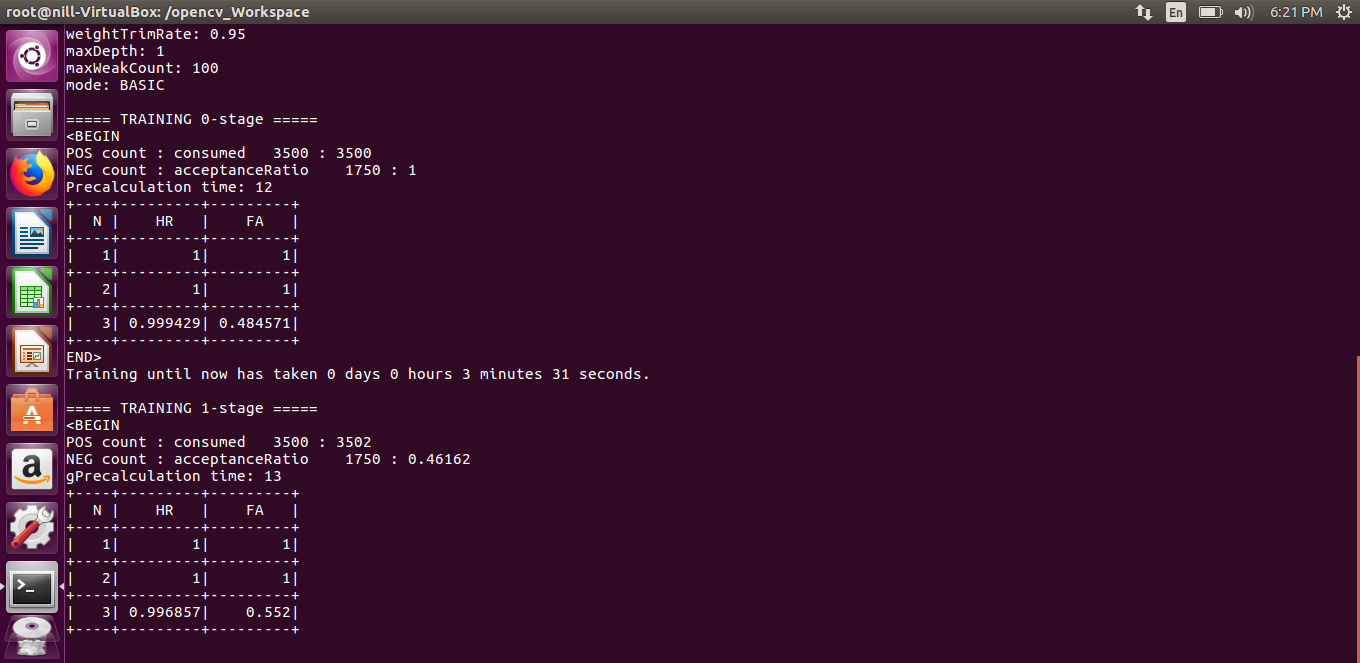 root@nill-VirtualBox: /opencv_Workspace
En
6:21 PM
weightTrimRate: 0.95
maxDepth: 1
maxWeakCount: 100
mode: BASIC
===== TRAINING 0-stage =====
<BEGIN
POS count : consumed   3500 : 3500
NEG count : acceptanceRatio    1750 : 1
Precalculation time: 12
+----+---------+---------+
|  N |    HR   |    FA   |
+----+---------+---------+
|   1|        1|        1|
+----+---------+---------+
|   2|        1|        1|
+----+---------+---------+
|   3| 0.999429| 0.484571|
+----+---------+---------+
END>
Training until now has taken 0 days 0 hours 3 minutes 31 seconds.
===== TRAINING 1-stage =====
<BEGIN
POS count : consumed   3500 : 3502
NEG count : acceptanceRatio    1750 : 0.46162
gPrecalculation time: 13
+----+---------+---------+
|  N |    HR   |    FA   |
+----+---------+---------+
|   1|        1|        1|
+----+---------+---------+
|   2|        1|        1|
+----+---------+---------+
|   3| 0.996857|    0.552|
+----+---------+---------+